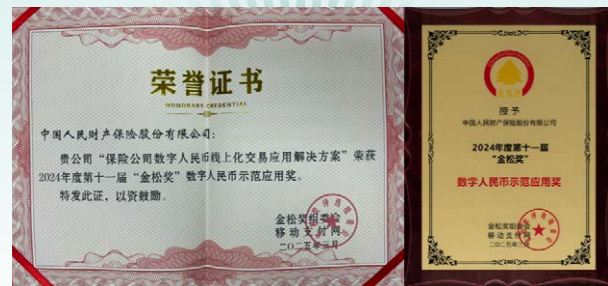 荣誉证书
HONORARY CREDENTIAL
中国人民财产保险股份有限公司：
贵公司“保险公司数字人民币线上化交易应用解决方案”荣获
2024年度第十一届“金松奖”数字人民币示范应用奖。
特发此证，以资鼓励。
金松奖组委会
移动支付网
二〇二五年三月
授予
中国人民财产保险股份有限公司
2024年度第十一届
“金松奖”
数字人民币示范应用奖
金松奖组委会
移动支付网
二〇二五年三月